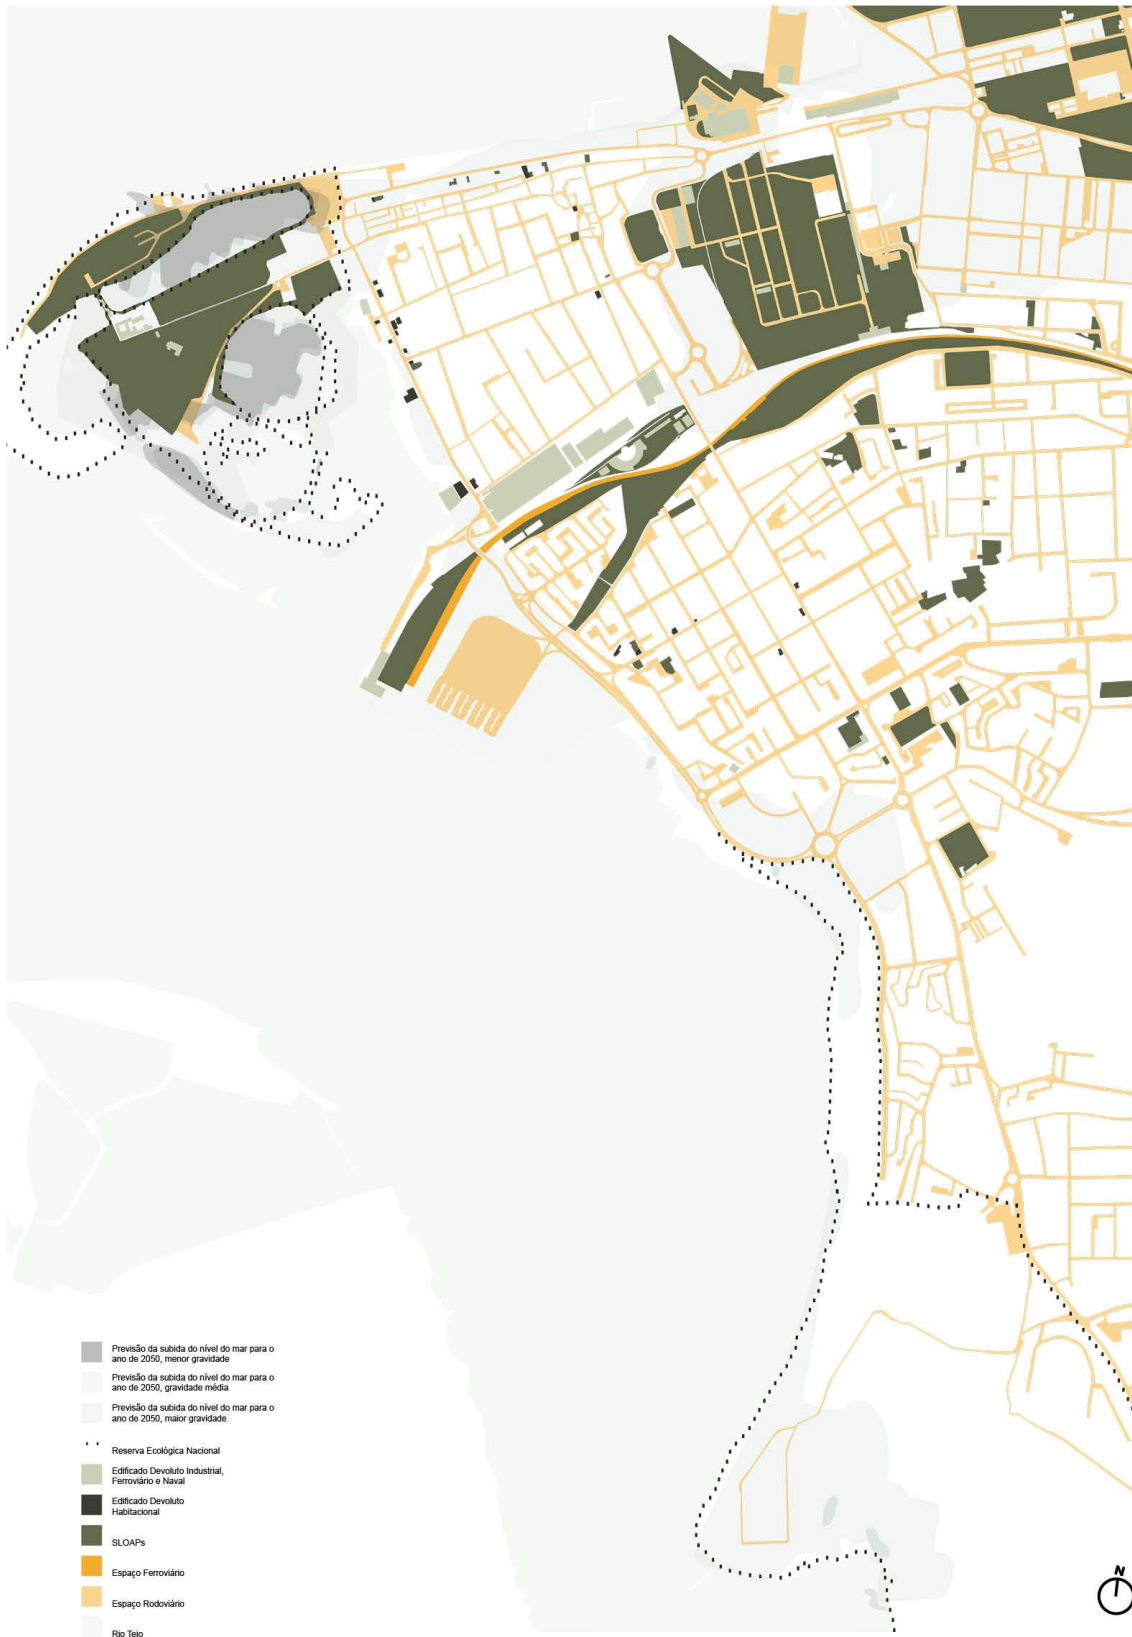 N
Previsão da subida do nível do mar para o
ano de 2050, menor gravidade
Previsão da subida do nível do mar para o
ano de 2050, gravidade média
Previsão da subida do nível do mar para o
ano de 2050, maior gravidade
Reserva Ecológica Nacional
Edificado Devoluto Industrial,
Ferroviário e Naval
Edificado Devoluto
Habitacional
SLOAPs
Espaço Ferroviário
Espaço Rodoviário
Rio Tejo